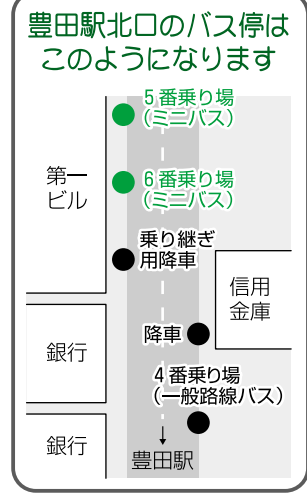 豊田駅北口のバス停は
このようになります
5番乗り場
(ミニバス)
第一
ビル
6番乗り場
(ミニバス)
乗り継ぎ
用降車
信用
金庫
銀行
降車
4番乗り場
(一般路線バス)
銀行
↓
豊田駅